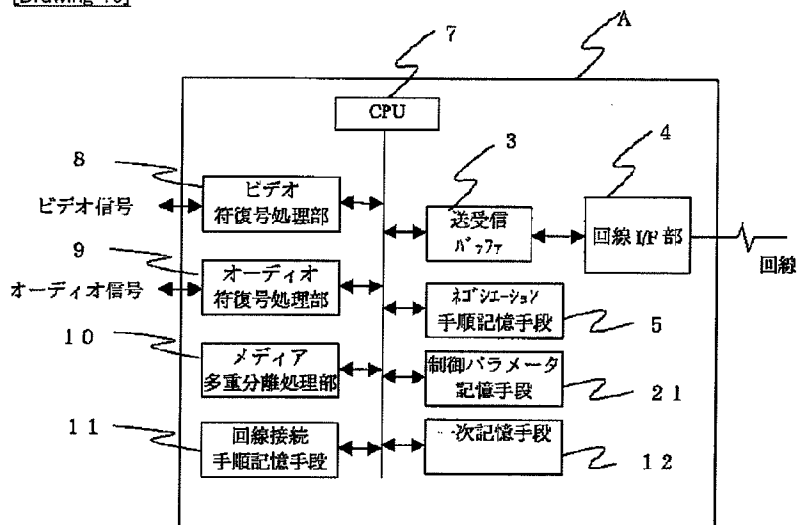 A
7
CPU
8
ビデオ
符復号処理部
ビデオ信号
3
送受信
バッファ
4
回線 I/F 部
回線
9
オーディオ
符復号処理部
オーディオ信号
ネゴシエーション
手順記憶手段
5
10
メディア
多重分離処理部
制御パラメータ
記憶手段
21
11
回線接続
手順記憶手段
一次記憶手段
12